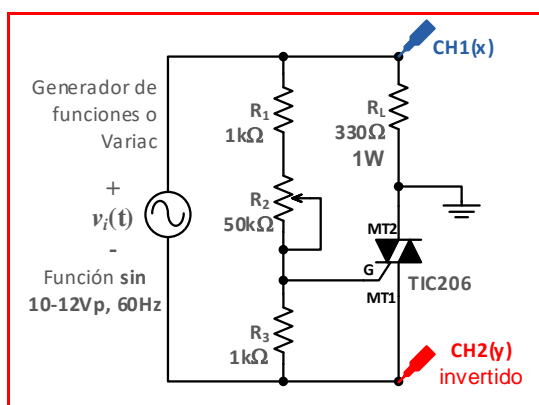 CH1(x)
Generador de
funciones o
Variac
+
vi(t)
-
Función sin
10-12Vp, 60Hz
R1
1kΩ
R2
50kΩ
R3
1kΩ
RL
330Ω
1W
MT2
G
MT1
TIC206
CH2(y)
invertido